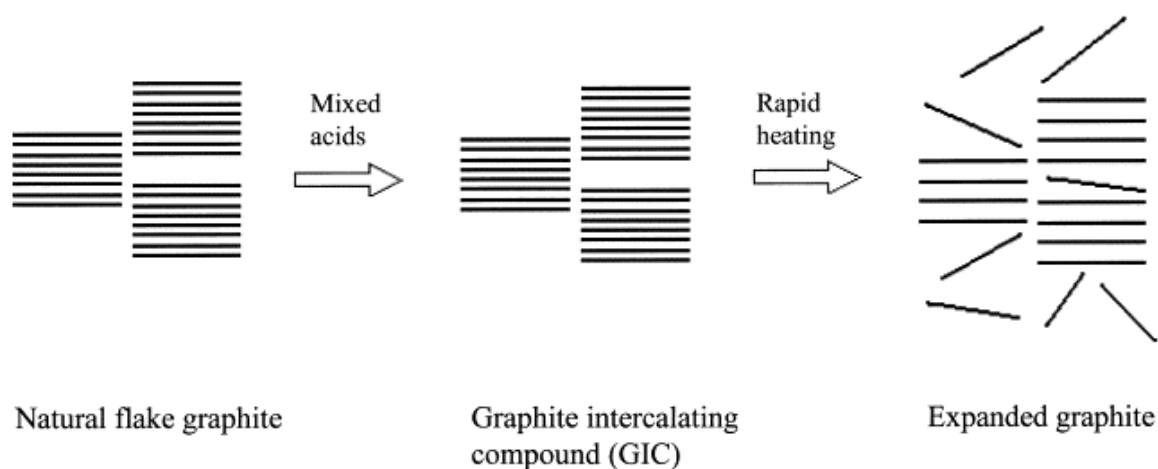 Mixed
acids
Rapid
heating
Natural flake graphite
Graphite intercalating
compound (GIC)
Expanded graphite